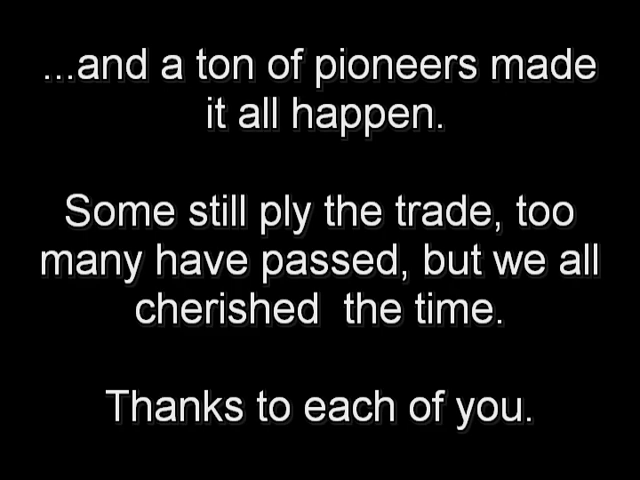 ...and a ton of pioneers made
it all happen.
Some still ply the trade, too
many have passed, but we all
cherished  the time.
Thanks to each of you.